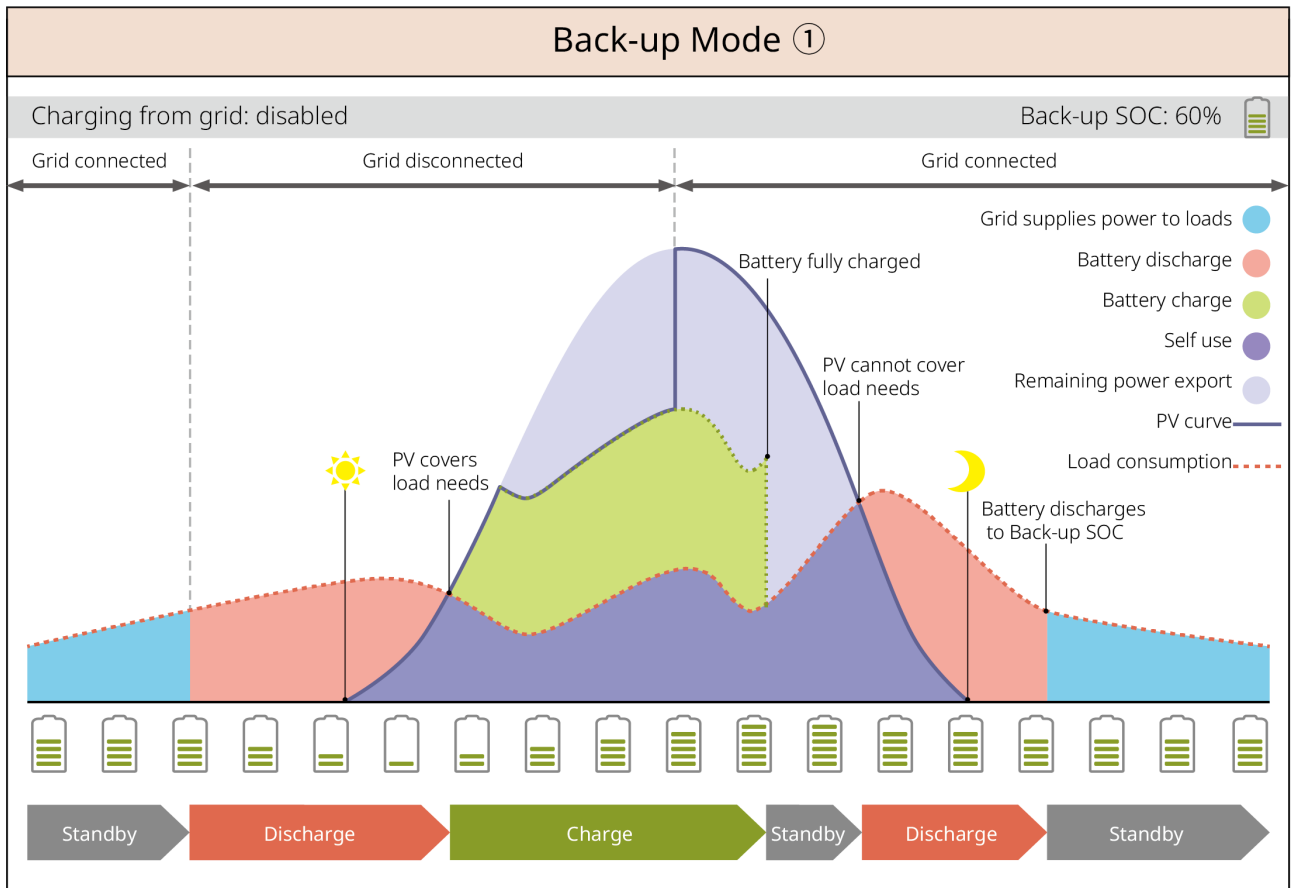 Back-up Mode ①
Charging from grid: disabled
Back-up SOC: 60%
Grid connected
Grid disconnected
Grid connected
Grid supplies power to loads
Battery discharge
Battery charge
Self use
Remaining power export
PV curve
Load consumption
Battery fully charged
PV cannot cover
load needs
PV covers
load needs
Battery discharges
to Back-up SOC
Standby
Discharge
Charge
Standby
Discharge
Standby